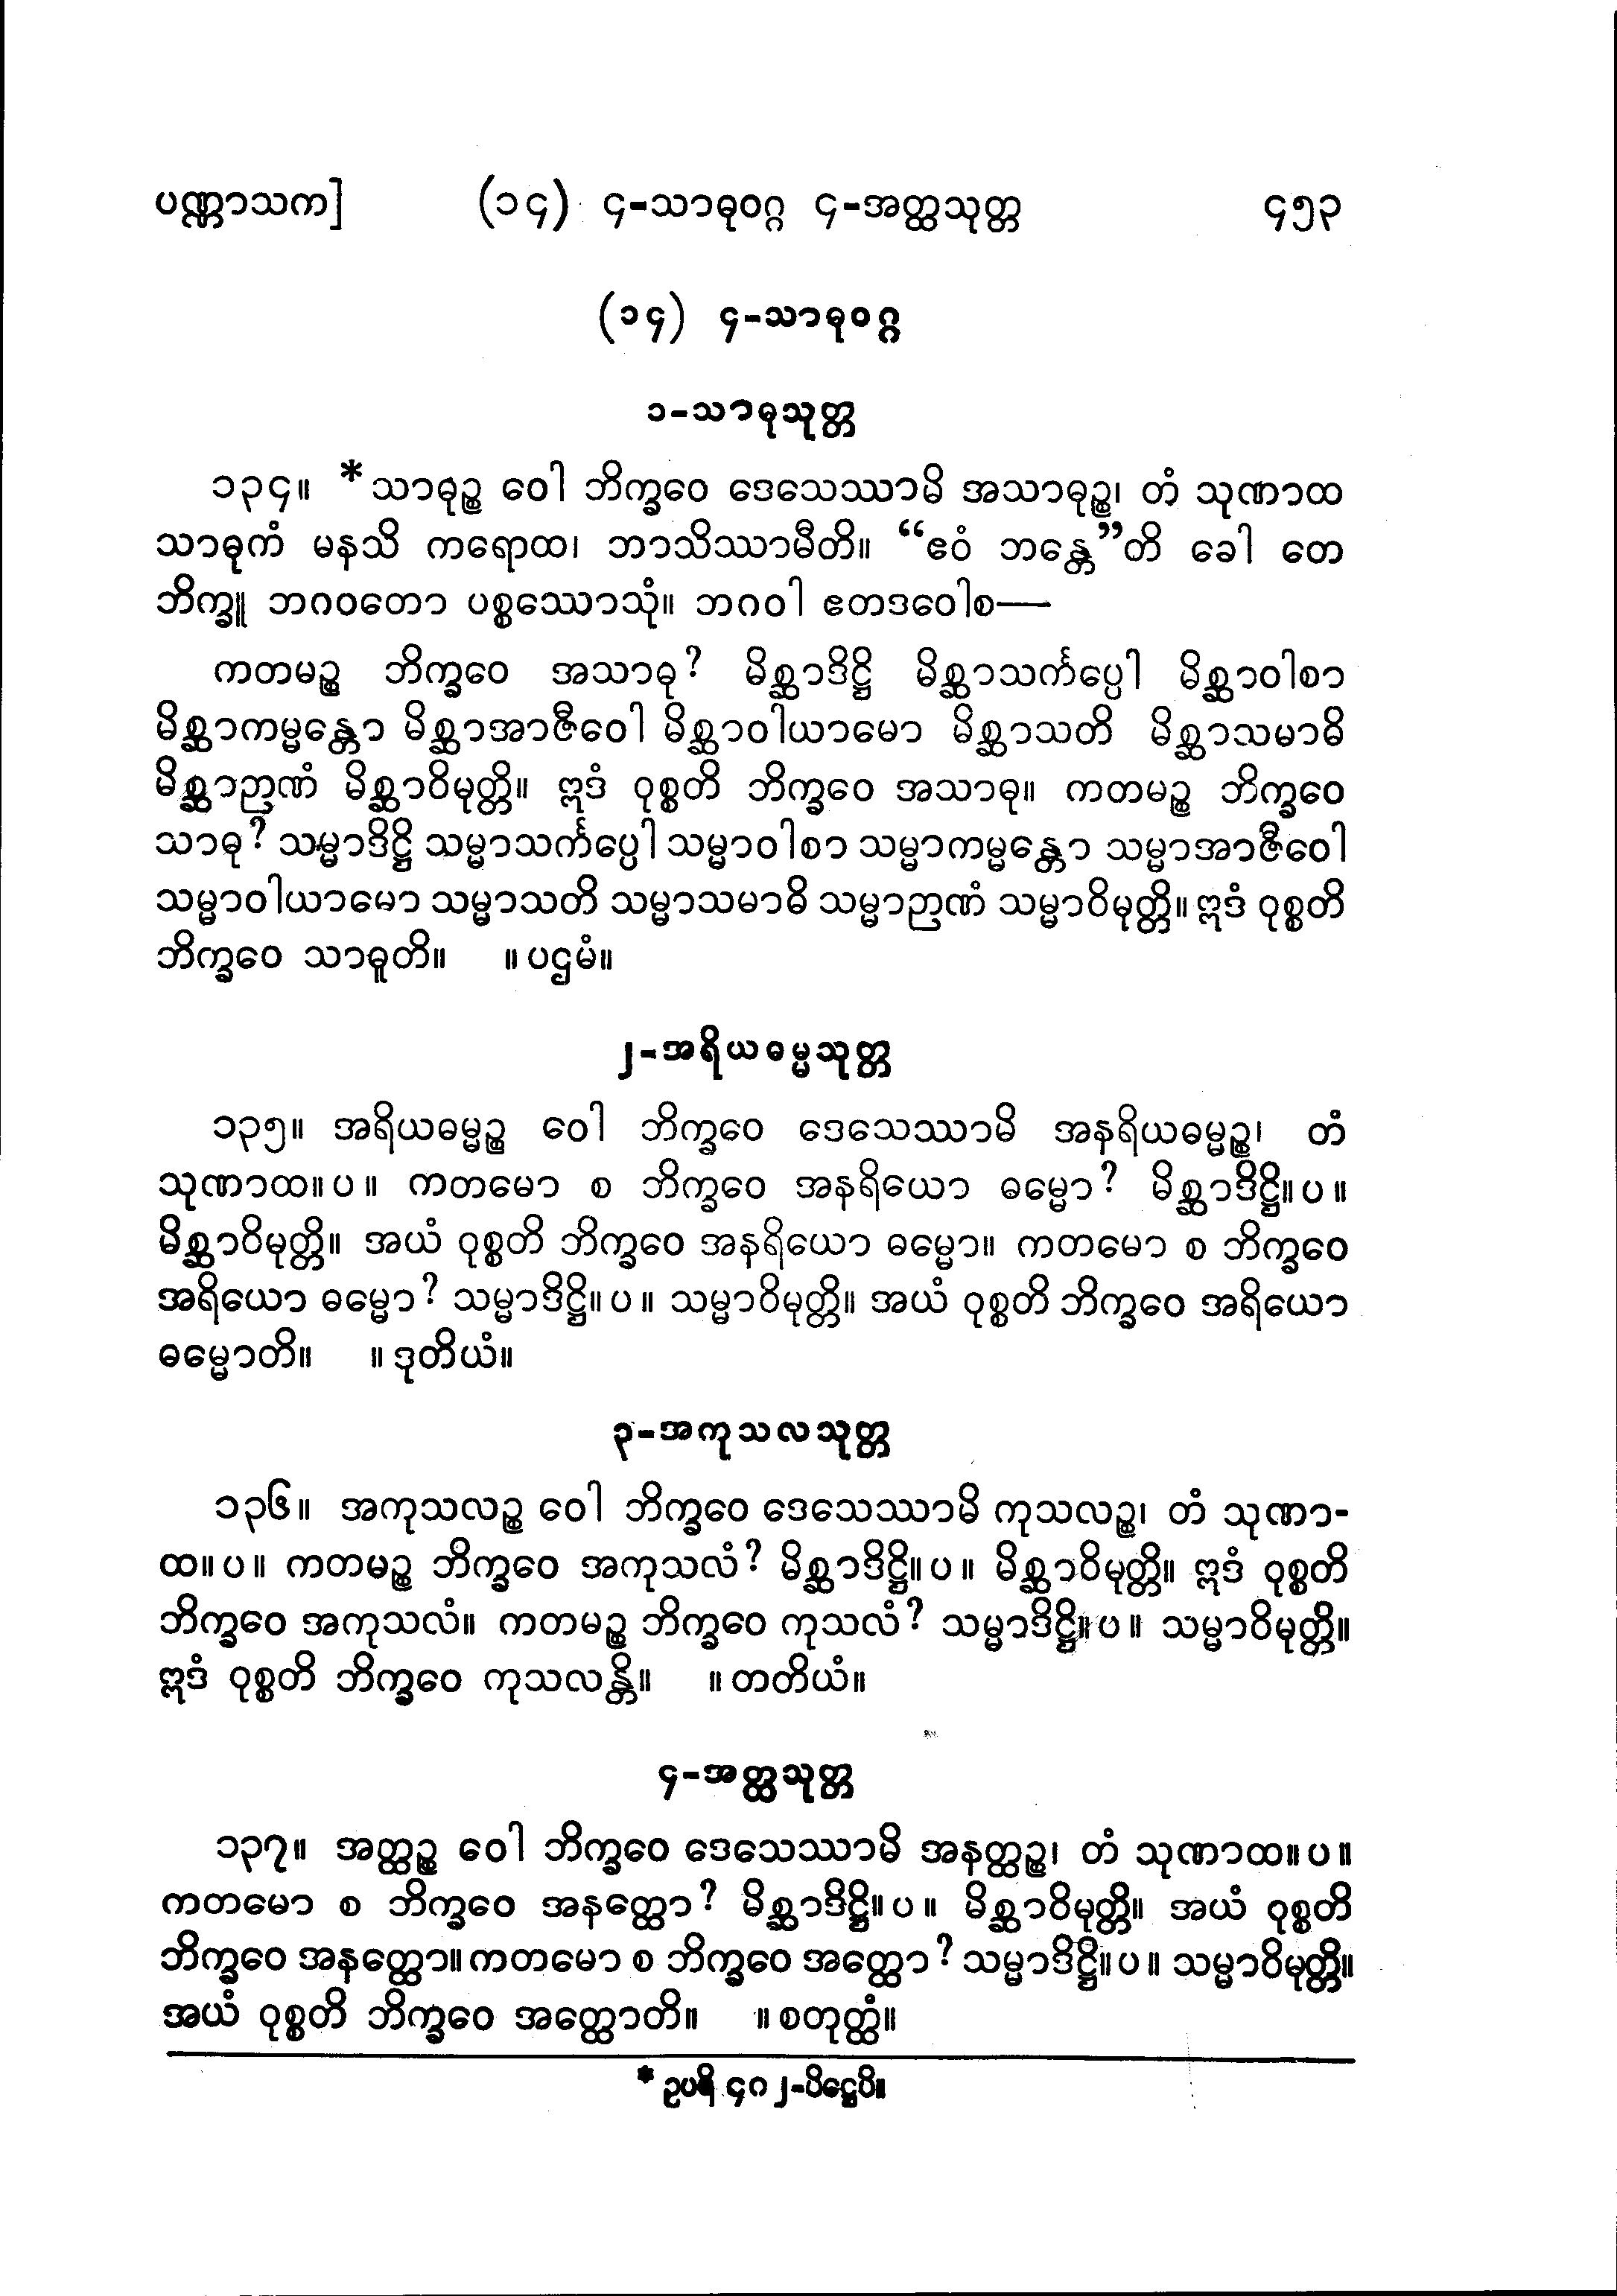 ပဏ္ဏာသက] (၁၄) ၄-သာဓုဝဂ္ဂ ၄-အတ္ထသုတ္တ ၄၅၃
(၁၄) ၄-သာဓုဝဂ္ဂ
၁-သာဓုသုတ္တ
၁၃၄။ *သာဓုဉ္စ ဝေါ ဘိက္ခဝေ ဒေသေဿာမိ အသာဓုဉ္စ၊ တံ သုဏာထ
သာဓုကံ မနသိ ကရောထ၊ ဘာသိဿာမီတိ။ “ဧဝံ ဘန္တေ”တိ ခေါ တေ
ဘိက္ခူ ဘဂဝတော ပစ္စဿောသုံ။ ဘဂဝါ ဧတဒဝေါစ—
ကတမဉ္စ ဘိက္ခဝေ အသာဓု? မိစ္ဆာဒိဋ္ဌိ မိစ္ဆာသင်္ကပ္ပေါ မိစ္ဆာဝါစာ
မိစ္ဆာကမ္မန္တော မိစ္ဆာအာဇီဝေါ မိစ္ဆာဝါယာမော မိစ္ဆာသတိ မိစ္ဆာသမာဓိ
မိစ္ဆာဉာဏံ မိစ္ဆာဝိမုတ္တိ။ ဣဒံ ဝုစ္စတိ ဘိက္ခဝေ အသာဓု။ ကတမဉ္စ ဘိက္ခဝေ
သာဓု? သမ္မာဒိဋ္ဌိ သမ္မာသင်္ကပ္ပေါ သမ္မာဝါစာ သမ္မာကမ္မန္တော သမ္မာအာဇီဝေါ
သမ္မာဝါယာမော သမ္မာသတိ သမ္မာသမာဓိ သမ္မာဉာဏံ သမ္မာဝိမုတ္တိ။ ဣဒံ ဝုစ္စတိ
ဘိက္ခဝေ သာဓူတိ။ ။ ပဌမံ။
၂-အရိယဓမ္မသုတ္တ
၁၃၅။ အရိယဓမ္မဉ္စ ဝေါ ဘိက္ခဝေ ဒေသေဿာမိ အနရိယဓမ္မဉ္စ၊ တံ
သုဏာထ။ ပ ။ ကတမော စ ဘိက္ခဝေ အနရိယော ဓမ္မော? မိစ္ဆာဒိဋ္ဌိ။ ပ ။
မိစ္ဆာဝိမုတ္တိ။ အယံ ဝုစ္စတိ ဘိက္ခဝေ အနရိယော ဓမ္မော။ ကတမော စ ဘိက္ခဝေ
အရိယော ဓမ္မော? သမ္မာဒိဋ္ဌိ။ ပ ။ သမ္မာဝိမုတ္တိ။ အယံ ဝုစ္စတိ ဘိက္ခဝေ အရိယော
ဓမ္မောတိ။ ။ ဒုတိယံ။
၃-အကုသလသုတ္တ
၁၃၆။ အကုသလဉ္စ ဝေါ ဘိက္ခဝေ ဒေသေဿာမိ ကုသလဉ္စ၊ တံ သုဏာ-
ထ။ ပ ။ ကတမဉ္စ ဘိက္ခဝေ အကုသလံ? မိစ္ဆာဒိဋ္ဌိ။ ပ ။ မိစ္ဆာဝိမုတ္တိ။ ဣဒံ ဝုစ္စတိ
ဘိက္ခဝေ အကုသလံ။ ကတမဉ္စ ဘိက္ခဝေ ကုသလံ? သမ္မာဒိဋ္ဌိ။ ပ ။ သမ္မာဝိမုတ္တိ။
ဣဒံ ဝုစ္စတိ ဘိက္ခဝေ ကုသလန္တိ။ ။ တတိယံ။
၄-အတ္ထသုတ္တ
၁၃၇။ အတ္ထဉ္စ ဝေါ ဘိက္ခဝေ ဒေသေဿာမိ အနတ္ထဉ္စ၊ တံ သုဏာထ။ ပ ။
ကတမော စ ဘိက္ခဝေ အနတ္ထော? မိစ္ဆာဒိဋ္ဌိ။ ပ ။ မိစ္ဆာဝိမုတ္တိ။ အယံ ဝုစ္စတိ
ဘိက္ခဝေ အနတ္ထော။ ကတမော စ ဘိက္ခဝေ အတ္ထော? သမ္မာဒိဋ္ဌိ။ ပ ။ သမ္မာဝိမုတ္တိ။
အယံ ဝုစ္စတိ ဘိက္ခဝေ အတ္ထောတိ။ ။ စတုတ္ထံ။
* ဥပရိ ၄၈၂-ပိဋ္ဌေပိ။